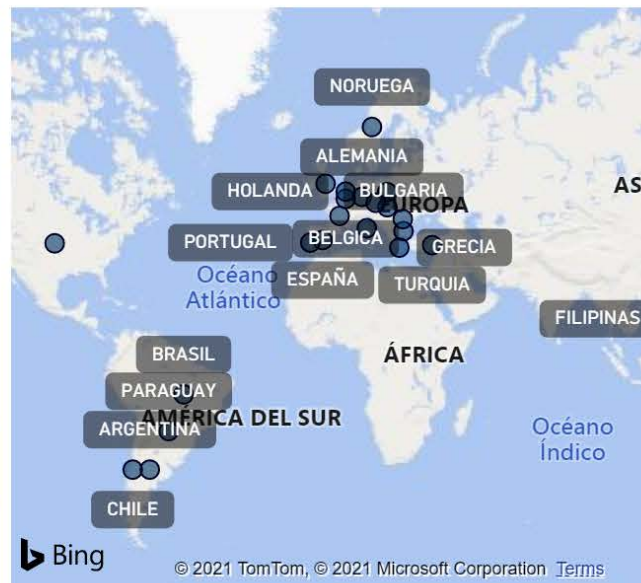 NORUEGA
ALEMANIA
HOLANDA
BULGARIA
EUROPA
AS
PORTUGAL
BELGICA
GRECIA
Océano
Atlántico
ESPAÑA
TURQUIA
FILIPINAS
BRASIL
ÁFRICA
PARAGUAY
AMÉRICA DEL SUR
ARGENTINA
Océano
Índico
CHILE
Bing
© 2021 TomTom, © 2021 Microsoft Corporation Terms